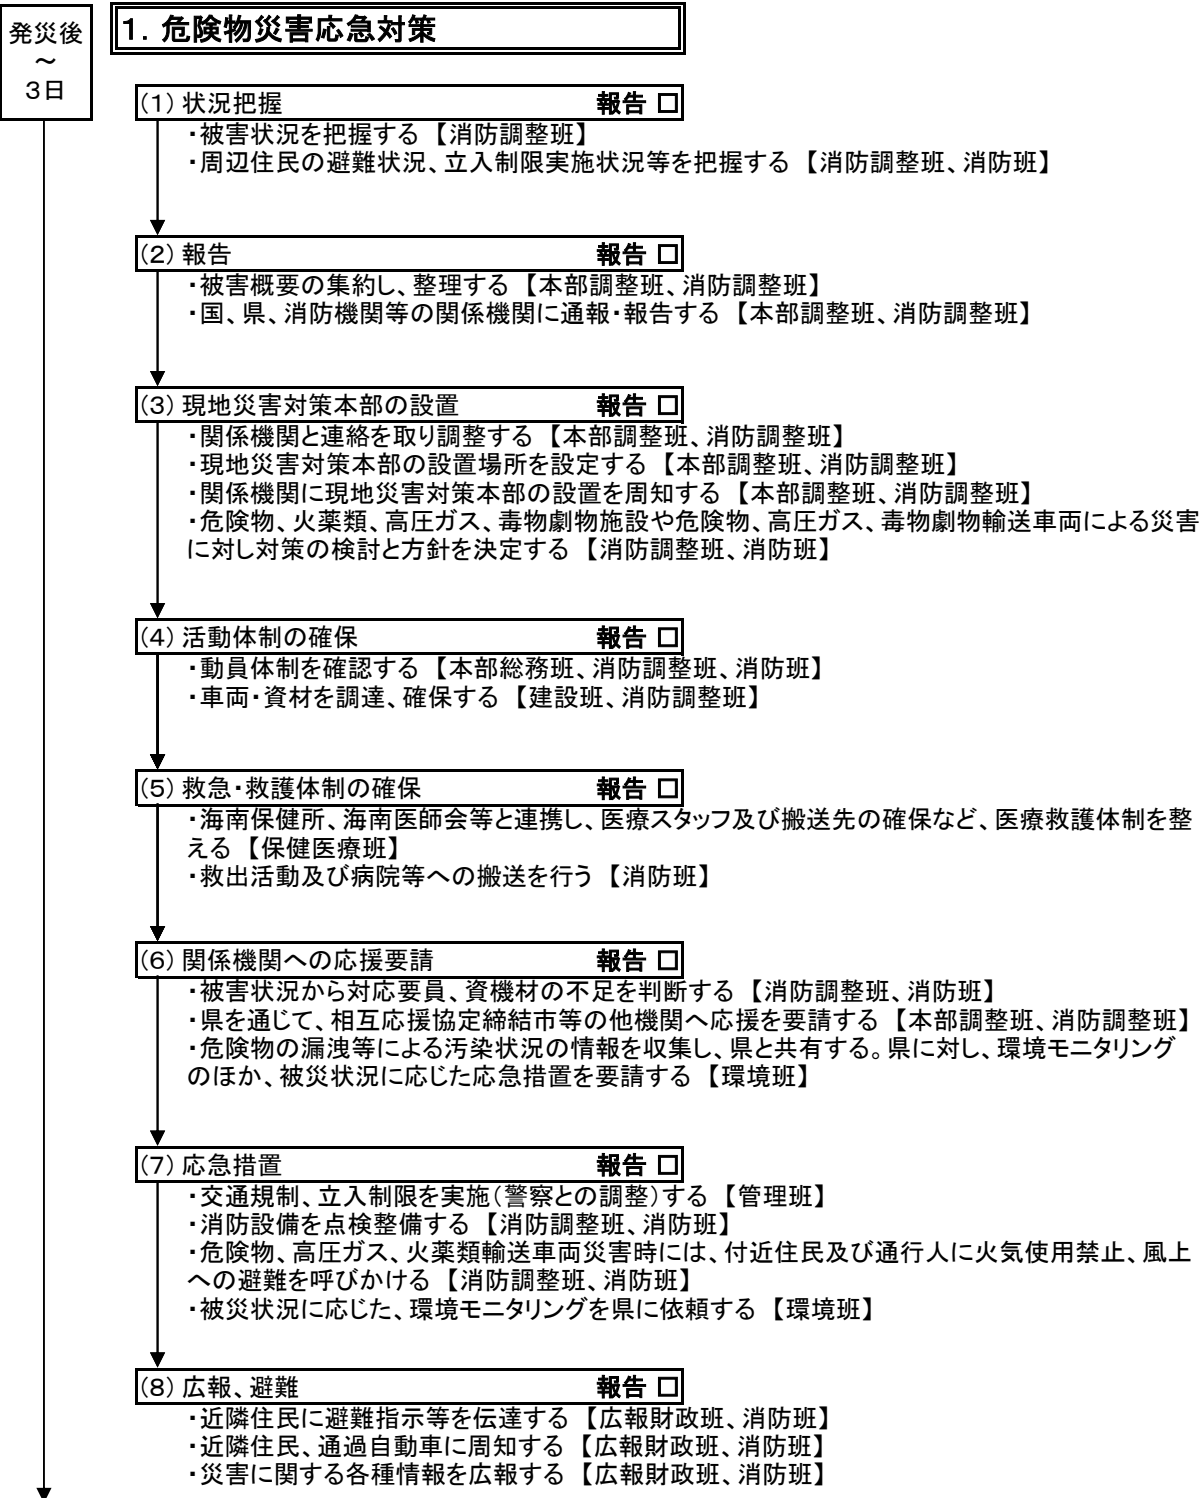 発災後
～
３日
１．危険物災害応急対策
(1) 状況把握 報告 □
・被害状況を把握する 【消防調整班】
・周辺住民の避難状況、立入制限実施状況等を把握する 【消防調整班、消防班】
(2) 報告 報告 □
・被害概要の集約し、整理する 【本部調整班、消防調整班】
・国、県、消防機関等の関係機関に通報・報告する 【本部調整班、消防調整班】
(3) 現地災害対策本部の設置 報告 □
・関係機関と連絡を取り調整する 【本部調整班、消防調整班】
・現地災害対策本部の設置場所を設定する 【本部調整班、消防調整班】
・関係機関に現地災害対策本部の設置を周知する 【本部調整班、消防調整班】
・危険物、火薬類、高圧ガス、毒物劇物施設や危険物、高圧ガス、毒物劇物輸送車両による災害
に対し対策の検討と方針を決定する 【消防調整班、消防班】
(4) 活動体制の確保 報告 □
・動員体制を確認する 【本部総務班、消防調整班、消防班】
・車両・資材を調達、確保する 【建設班、消防調整班】
(5) 救急・救護体制の確保 報告 □
・海南保健所、海南医師会等と連携し、医療スタッフ及び搬送先の確保など、医療救護体制を整
える 【保健医療班】
・救出活動及び病院等への搬送を行う 【消防班】
(6) 関係機関への応援要請 報告 □
・被害状況から対応要員、資機材の不足を判断する 【消防調整班、消防班】
・県を通じて、相互応援協定締結市等の他機関へ応援を要請する 【本部調整班、消防調整班】
・危険物の漏洩等による汚染状況の情報を収集し、県と共有する。県に対し、環境モニタリング
のほか、被災状況に応じた応急措置を要請する 【環境班】
(7) 応急措置 報告 □
・交通規制、立入制限を実施（警察との調整）する 【管理班】
・消防設備を点検整備する 【消防調整班、消防班】
・危険物、高圧ガス、火薬類輸送車両災害時には、付近住民及び通行人に火気使用禁止、風上
への避難を呼びかける 【消防調整班、消防班】
・被災状況に応じた、環境モニタリングを県に依頼する 【環境班】
(8) 広報、避難 報告 □
・近隣住民に避難指示等を伝達する 【広報財政班、消防班】
・近隣住民、通過自動車に周知する 【広報財政班、消防班】
・災害に関する各種情報を広報する 【広報財政班、消防班】